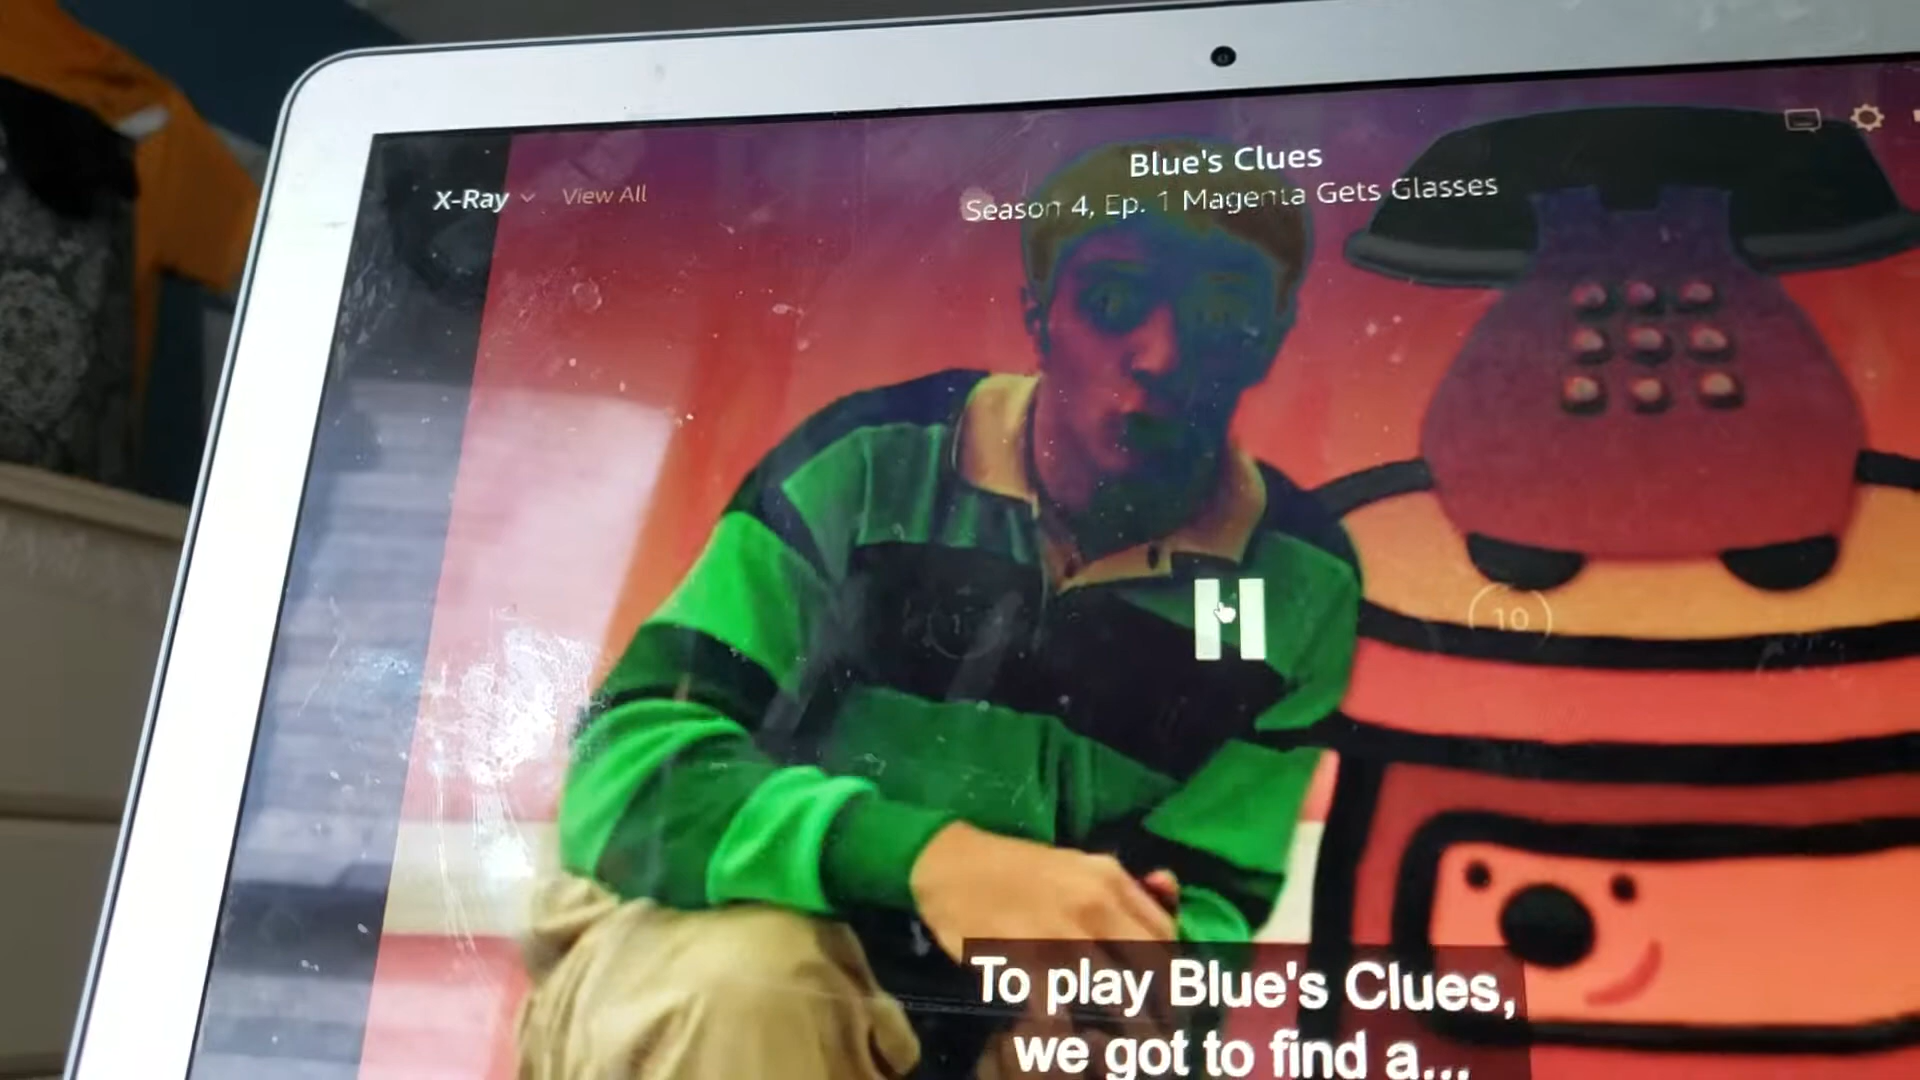 X-Ray View All
Blue's Clues
Season 4, Ep. 1 Magenta Gets Glasses
10
To play Blue's Clues,
we got to find a...